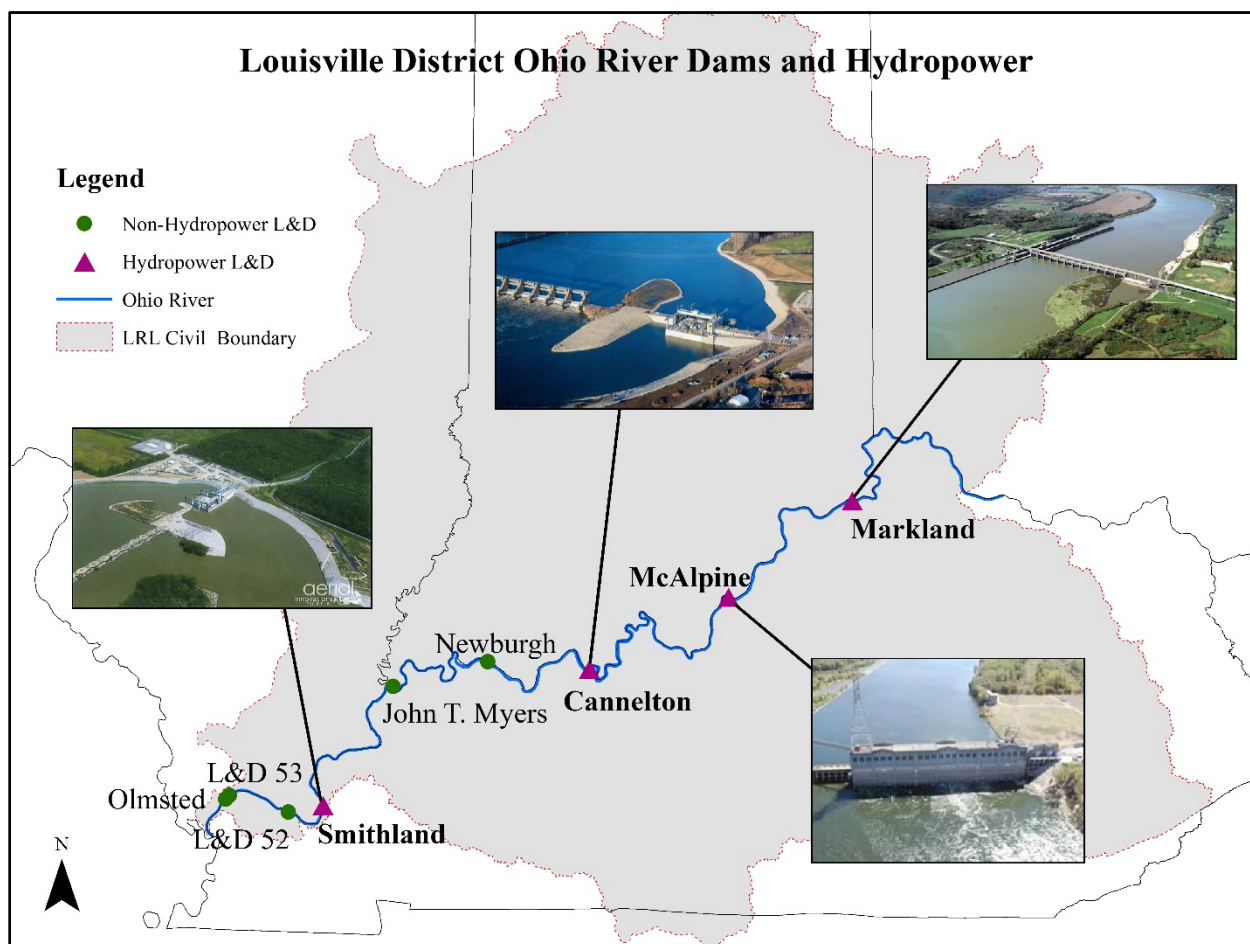 Louisville District Ohio River Dams and Hydropower
Legend
Non-Hydropower L&D
Hydropower L&D
Ohio River
LRL Civil Boundary
Markland
McAlpine
Newburgh
Cannelton
John T. Myers
L&D 53
Olmsted
L&D 52
Smithland
aerial
N